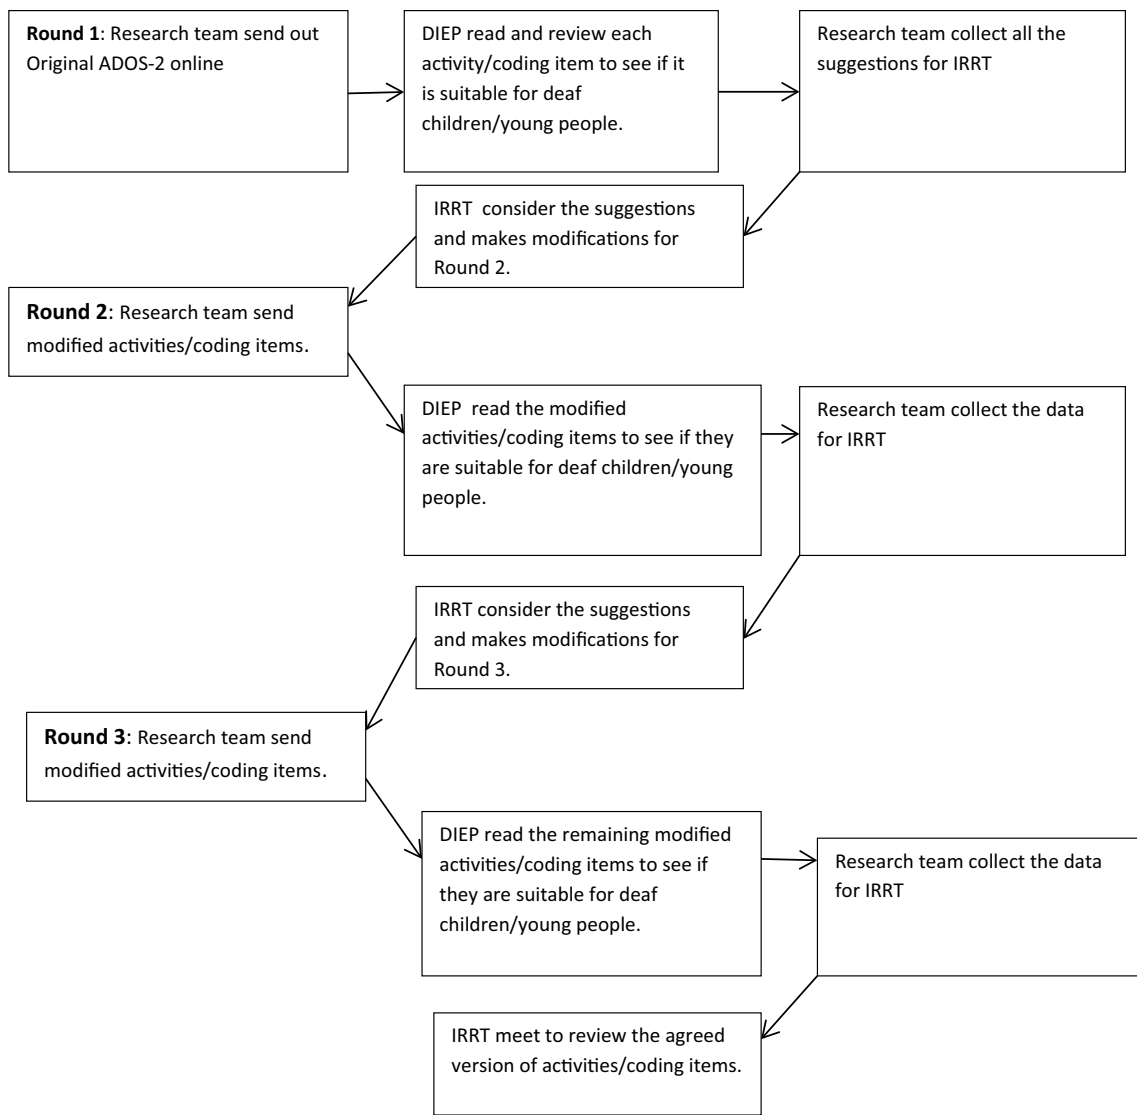 Round 1: Research team send out
Original ADOS-2 online
DIEP read and review each
activity/coding item to see if it
is suitable for deaf
children/young people.
Research team collect all the
suggestions for IRRT
IRRT  consider the suggestions
and makes modifications for
Round 2.
Round 2: Research team send
modified activities/coding items.
DIEP  read the modified
activities/coding items to see if they
are suitable for deaf children/young
people.
Research team collect the data
for IRRT
IRRT consider the suggestions
and makes modifications for
Round 3.
Round 3: Research team send
modified activities/coding items.
DIEP read the remaining modified
activities/coding items to see if
they are suitable for deaf
children/young people.
Research team collect the data
for IRRT
IRRT meet to review the agreed
version of activities/coding items.